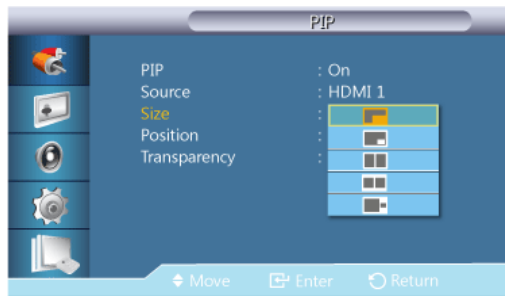 PIP
PIP : On
Source : HDMI 1
Size :
Position :
Transparency :
Move Enter Return